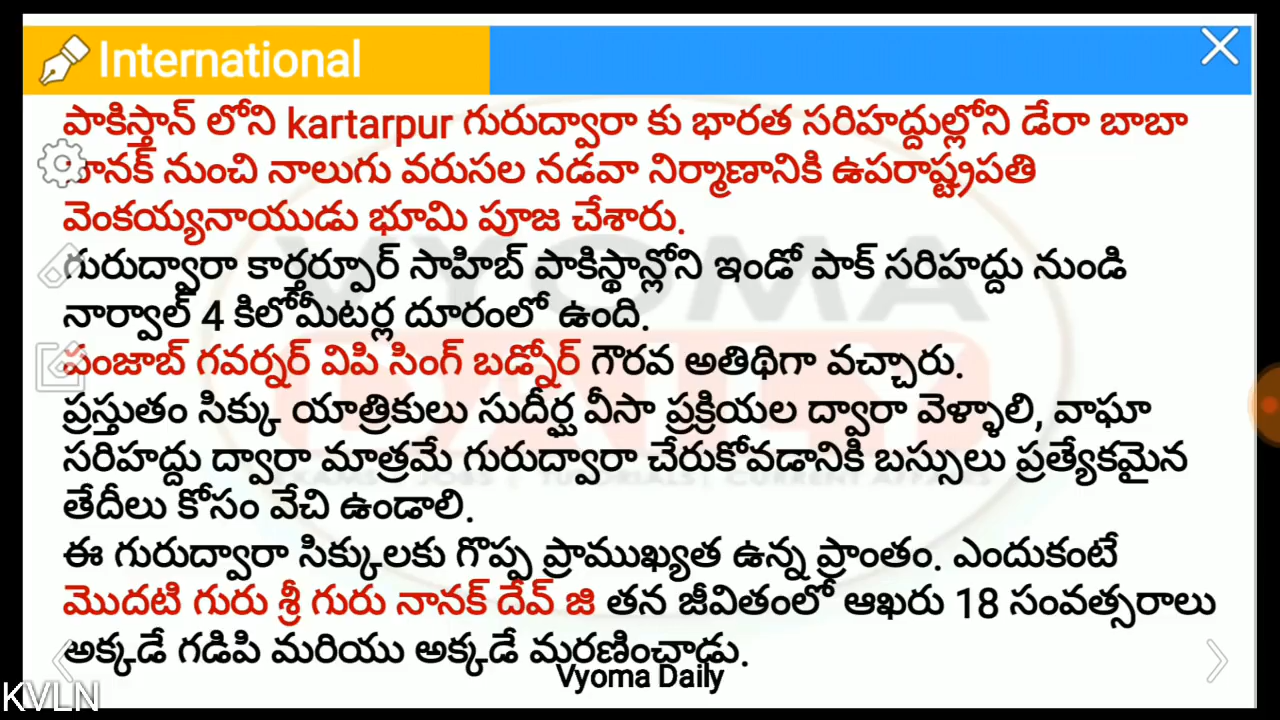 International
పాకిస్తాన్ లోని kartarpur గురుద్వారా కు భారత సరిహద్దుల్లోని డేరా బాబా
నానక్ నుంచి నాలుగు వరుసల నడవా నిర్మాణానికి ఉపరాష్ట్రపతి
వెంకయ్యనాయుడు భూమి పూజ చేశారు.
గురుద్వారా కార్తర్పూర్ సాహిబ్ పాకిస్థాన్లోని ఇండో పాక్ సరిహద్దు నుండి
నార్వాల్ 4 కిలోమీటర్ల దూరంలో ఉంది.
పంజాబ్ గవర్నర్ విపి సింగ్ బడ్నోర్ గౌరవ అతిథిగా వచ్చారు.
ప్రస్తుతం సిక్కు యాత్రికులు సుదీర్ఘ వీసా ప్రక్రియల ద్వారా వెళ్ళాలి, వాఘా
సరిహద్దు ద్వారా మాత్రమే గురుద్వారా చేరుకోవడానికి బస్సులు ప్రత్యేకమైన
తేదీలు కోసం వేచి ఉండాలి.
ఈ గురుద్వారా సిక్కులకు గొప్ప ప్రాముఖ్యత ఉన్న ప్రాంతం. ఎందుకంటే
మొదటి గురు శ్రీ గురు నానక్ దేవ్ జి తన జీవితంలో ఆఖరు 18 సంవత్సరాలు
అక్కడే గడిపి మరియు అక్కడే మరణించాడు.
Vyoma Daily
KVLN